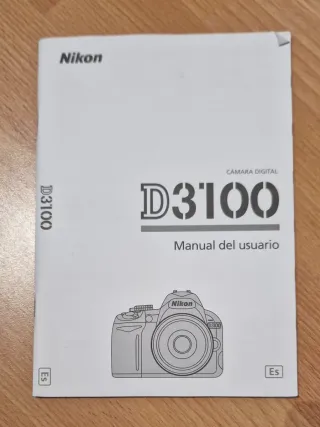 Nikon
CÁMARA DIGITAL
D3100
Manual del usuario
Nikon
Es
D3100
Es